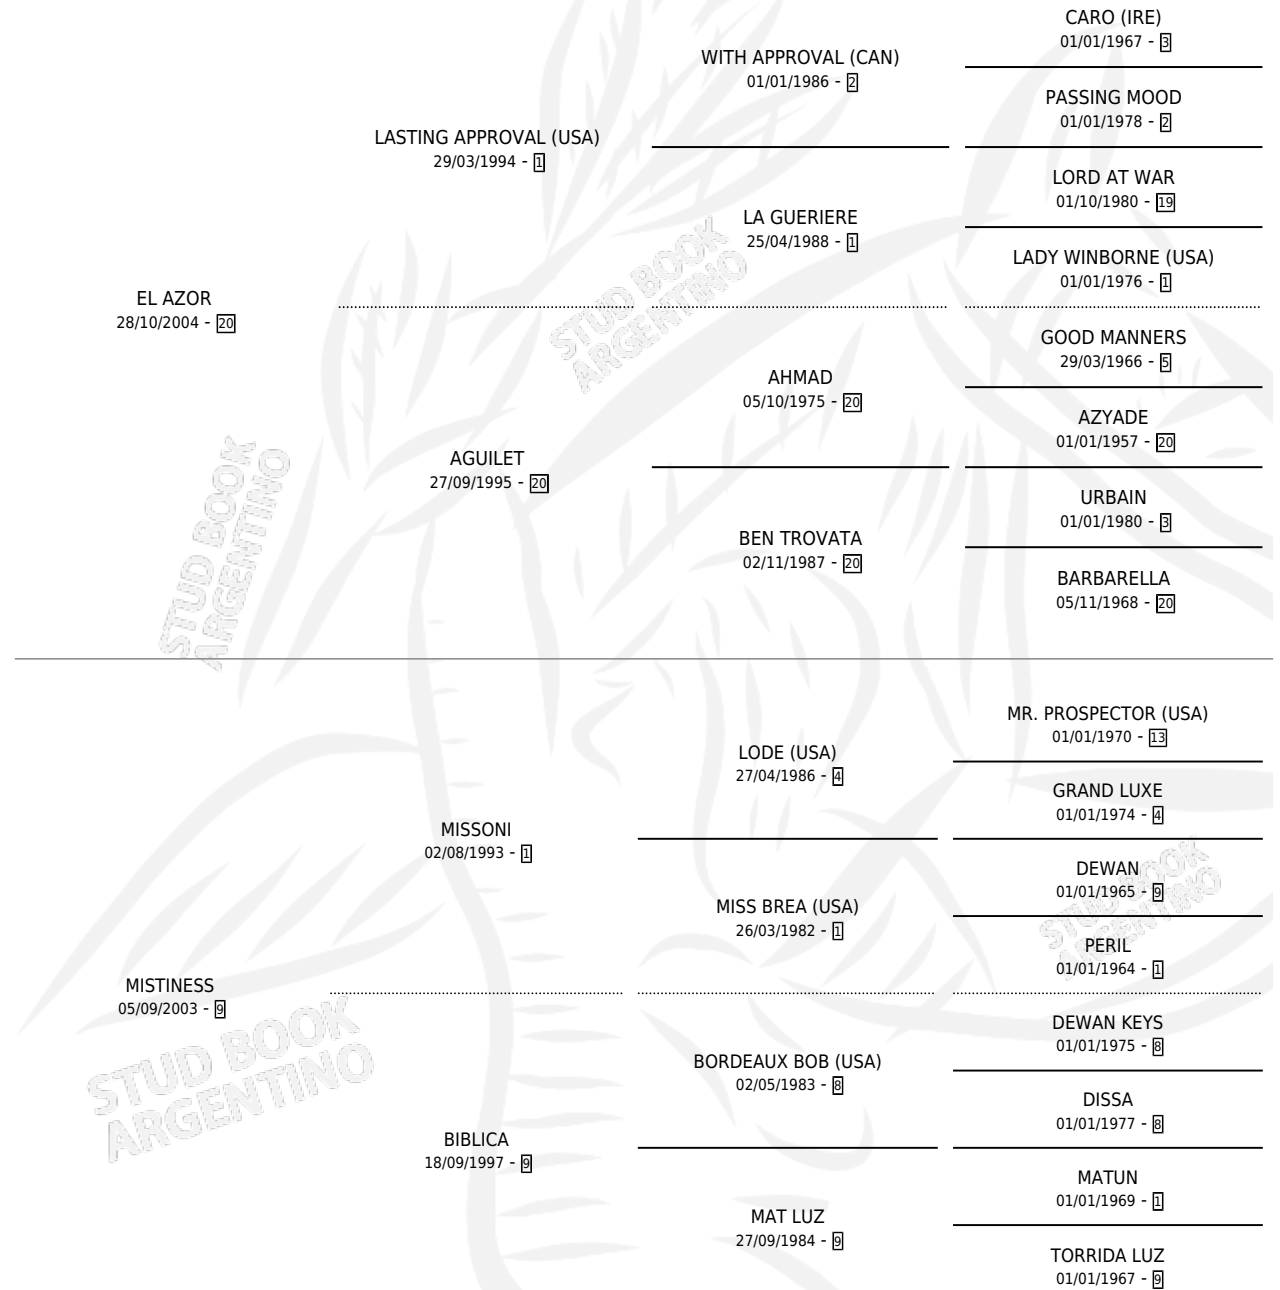 CARO (IRE)
01/01/1967 - 3
WITH APPROVAL (CAN)
01/01/1986 - 2
PASSING MOOD
01/01/1978 - 2
LASTING APPROVAL (USA)
29/03/1994 - 1
LORD AT WAR
01/10/1980 - 19
LA GUERIERE
25/04/1988 - 1
LADY WINBORNE (USA)
01/01/1976 - 1
EL AZOR
28/10/2004 - 20
GOOD MANNERS
29/03/1966 - 5
AHMAD
05/10/1975 - 20
AZYADE
01/01/1957 - 20
AGUILET
27/09/1995 - 20
URBAIN
01/01/1980 - 3
BEN TROVATA
02/11/1987 - 20
BARBARELLA
05/11/1968 - 20
STUD BOOK
ARGENTINO
STUD BOOK
ARGENTINO
MR. PROSPECTOR (USA)
01/01/1970 - 13
LODE (USA)
27/04/1986 - 4
GRAND LUXE
01/01/1974 - 4
MISSONI
02/08/1993 - 1
DEWAN
01/01/1965 - 9
MISS BREA (USA)
26/03/1982 - 1
PERIL
01/01/1964 - 1
STUD BOOK
ARGENTINO
MISTINESS
05/09/2003 - 9
DEWAN KEYS
01/01/1975 - 8
BORDEAUX BOB (USA)
02/05/1983 - 8
DISSA
01/01/1977 - 8
STUD BOOK
ARGENTINO
BIBLICA
18/09/1997 - 9
MATUN
01/01/1969 - 1
MAT LUZ
27/09/1984 - 9
TORRIDA LUZ
01/01/1967 - 9